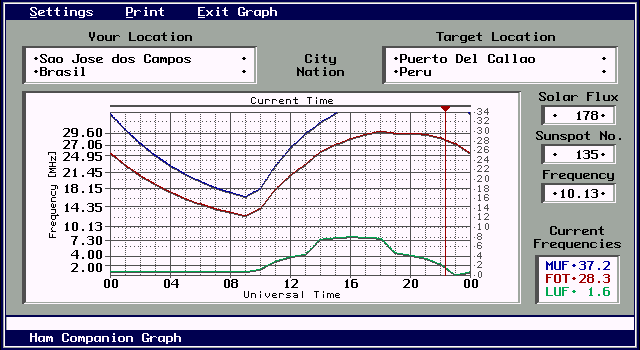 Settings Print Exit Graph
Your Location
Target Location
•Sao Jose dos Campos •
•Brasil •
City
Nation
•Puerto Del Callao •
•Peru •
Current Time
Solar Flux
• 178•
Sunspot No.
• 135•
Frequency
•10.13•
Current
Frequencies
MUF•37.2
FOT•28.3
LUF• 1.6
Frequency [MHz]
29.60
27.06
24.95
21.45
18.15
14.35
10.13
7.30
4.00
2.00
34
32
30
28
26
24
22
20
18
16
14
12
10
8
6
4
2
0
00 04 08 12 16 20 00
Universal Time
Ham Companion Graph